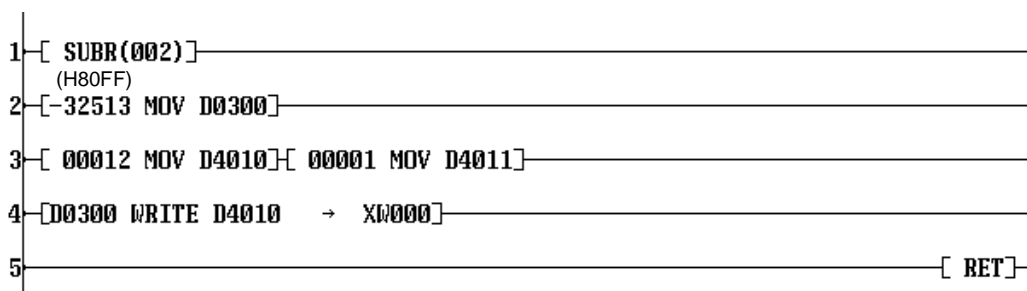 1 [ SUBR(002)]
(H80FF)
2 [-32513 MOV D0300]
3 [ 00012 MOV D4010] [ 00001 MOV D4011]
4 [D0300 WRITE D4010 → XW000]
5 [ RET]